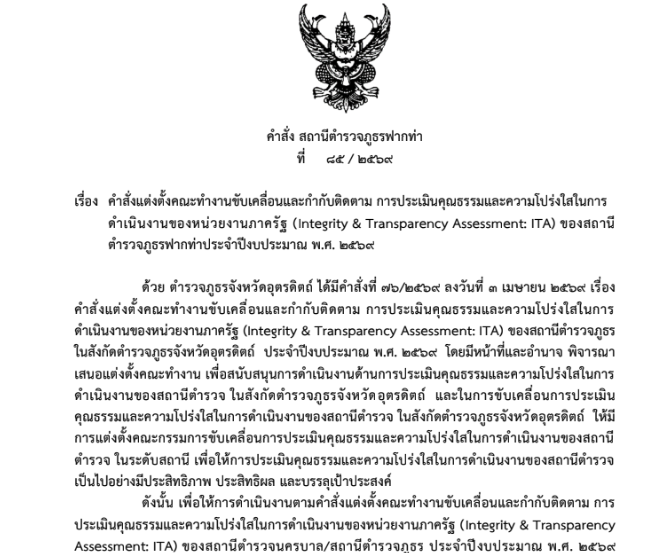 คำสั่ง สถานีตำรวจภูธรฟากท่า
ที่ ๘๕ / ๒๕๖๙
เรื่อง คำสั่งแต่งตั้งคณะทำงานขับเคลื่อนและกำกับติดตาม การประเมินคุณธรรมและความโปร่งใสในการ
ดำเนินงานของหน่วยงานภาครัฐ (Integrity & Transparency Assessment: ITA) ของสถานี
ตำรวจภูธรฟากท่าประจำปีงบประมาณ พ.ศ. ๒๕๖๙
ด้วย ตำรวจภูธรจังหวัดอุตรดิตถ์ ได้มีคำสั่งที่ ๗๖/๒๕๖๙ ลงวันที่ ๓ เมษายน ๒๕๖๙ เรื่อง
คำสั่งแต่งตั้งคณะทำงานขับเคลื่อนและกำกับติดตาม การประเมินคุณธรรมและความโปร่งใสในการ
ดำเนินงานของหน่วยงานภาครัฐ (Integrity & Transparency Assessment: ITA) ของสถานีตำรวจภูธร
ในสังกัดตำรวจภูธรจังหวัดอุตรดิตถ์ ประจำปีงบประมาณ พ.ศ. ๒๕๖๙ โดยมีหน้าที่และอำนาจ พิจารณา
เสนอแต่งตั้งคณะทำงาน เพื่อสนับสนุนการดำเนินงานด้านการประเมินคุณธรรมและความโปร่งใสในการ
ดำเนินงานของสถานีตำรวจ ในสังกัดตำรวจภูธรจังหวัดอุตรดิตถ์ และในการขับเคลื่อนการประเมิน
คุณธรรมและความโปร่งใสในการดำเนินงานของสถานีตำรวจ ในสังกัดตำรวจภูธรจังหวัดอุตรดิตถ์ ให้มี
การแต่งตั้งคณะกรรมการขับเคลื่อนการประเมินคุณธรรมและความโปร่งใสในการดำเนินงานของสถานี
ตำรวจ ในระดับสถานี เพื่อให้การประเมินคุณธรรมและความโปร่งใสในการดำเนินงานของสถานีตำรวจ
เป็นไปอย่างมีประสิทธิภาพ ประสิทธิผล และบรรลุเป้าประสงค์
ดังนั้น เพื่อให้การดำเนินงานตามคำสั่งแต่งตั้งคณะทำงานขับเคลื่อนและกำกับติดตาม การ
ประเมินคุณธรรมและความโปร่งใสในการดำเนินงานของหน่วยงานภาครัฐ (Integrity & Transparency
Assessment: ITA) ของสถานีตำรวจนครบาล/สถานีตำรวจภูธร ประจำปีงบประมาณ พ.ศ. ๒๕๖๙